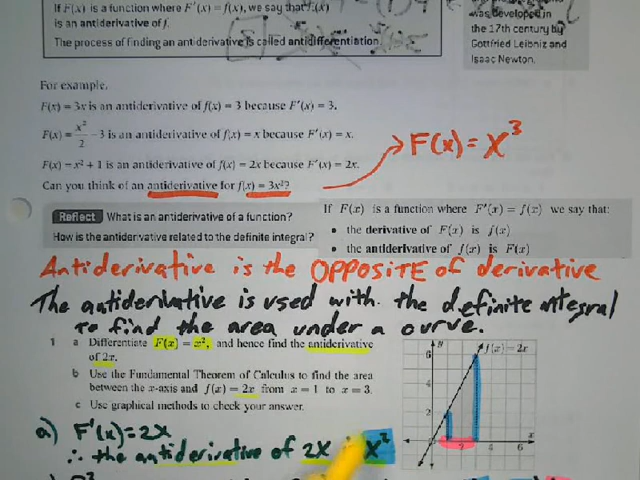 If F(x) is a function where F'(x) = f(x), we say that F(x)
is an antiderivative of f.
The process of finding an antiderivative is called antidifferentiation.
was developed in
the 17th century by
Gottfried Leibniz and
Isaac Newton.
For example.
F(x) = 3x is an antiderivative of f(x) = 3 because F'(x) = 3.
F(x) = x²/2 − 3 is an antiderivative of f(x) = x because F'(x) = x.
F(x) = x² + 1 is an antiderivative of f(x) = 2x because F'(x) = 2x.
Can you think of an antiderivative for f(x) = 3x²?
F(x) = x³
Reflect What is an antiderivative of a function?
How is the antiderivative related to the definite integral?
If F(x) is a function where F'(x) = f(x) we say that:
• the derivative of F(x) is f(x)
• the antiderivative of f(x) is F(x)
Antiderivative is the OPPOSITE of derivative
The antiderivative is used with the definite integral
to find the area under a curve.
1 a Differentiate F(x) = x², and hence find the antiderivative
of 2x.
b Use the Fundamental Theorem of Calculus to find the area
between the x-axis and f(x) = 2x from x = 1 to x = 3.
c Use graphical methods to check your answer.
y
f(x) = 2x
6
4
2
0 2 4 6 x
a) F'(x) = 2x
∴ the antiderivative of 2x x²